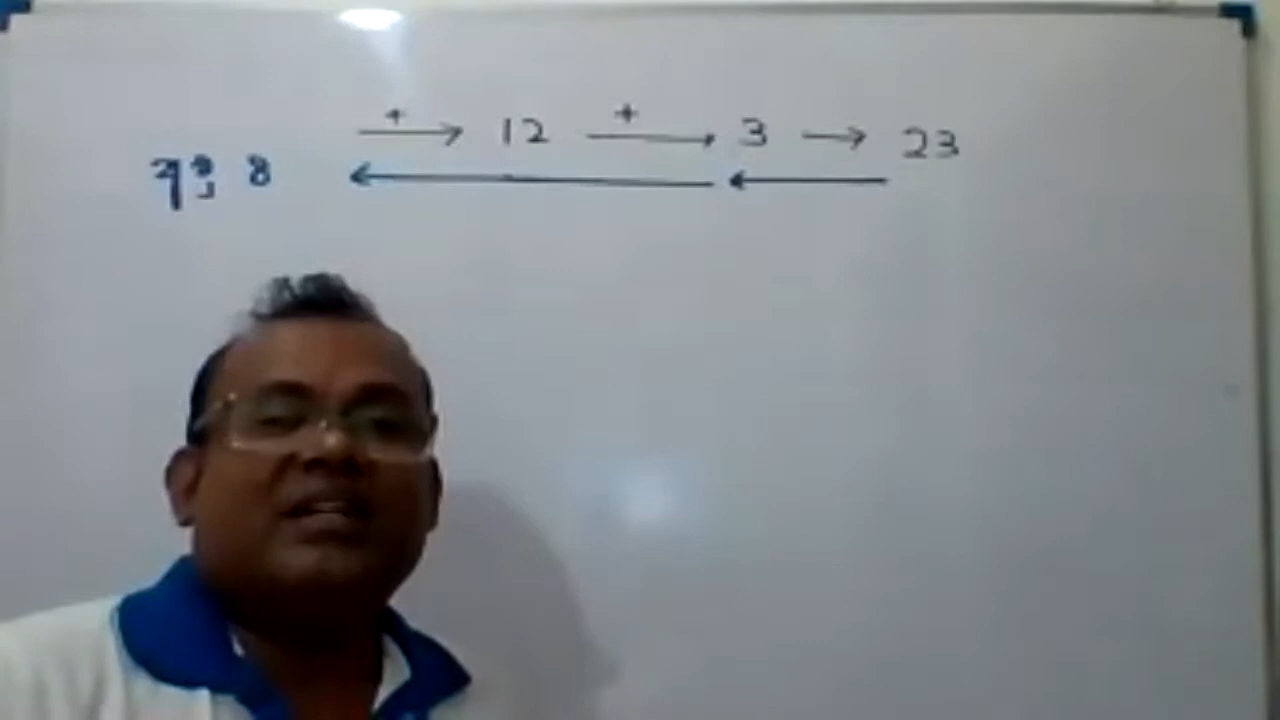 + → 12 + → 3 → 23
8 ← ←